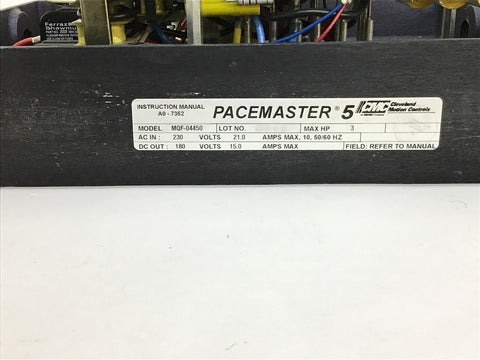 Ferraz
Shawmut
INSTRUCTION MANUAL
A0 - 7352
PACEMASTER ® 5 CMC Cleveland Motion Controls
MODEL MQF-04450 LOT NO. MAX HP 3
AC IN : 230 VOLTS 21.0 AMPS MAX, 10, 50/60 HZ
DC OUT : 180 VOLTS 15.0 AMPS MAX FIELD: REFER TO MANUAL